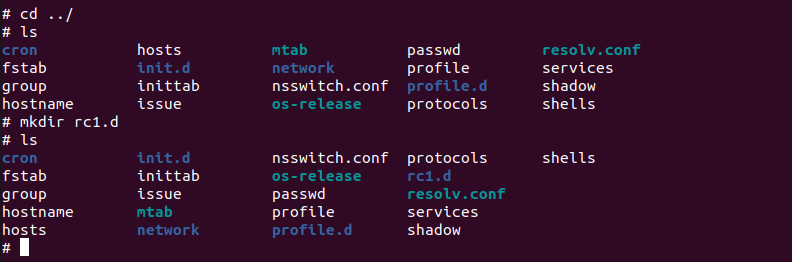 # cd ../
# ls
cron hosts mtab passwd resolv.conf
fstab init.d network profile services
group inittab nsswitch.conf profile.d shadow
hostname issue os-release protocols shells
# mkdir rc1.d
# ls
cron init.d nsswitch.conf protocols shells
fstab inittab os-release rc1.d
group issue passwd resolv.conf
hostname mtab profile services
hosts network profile.d shadow
#